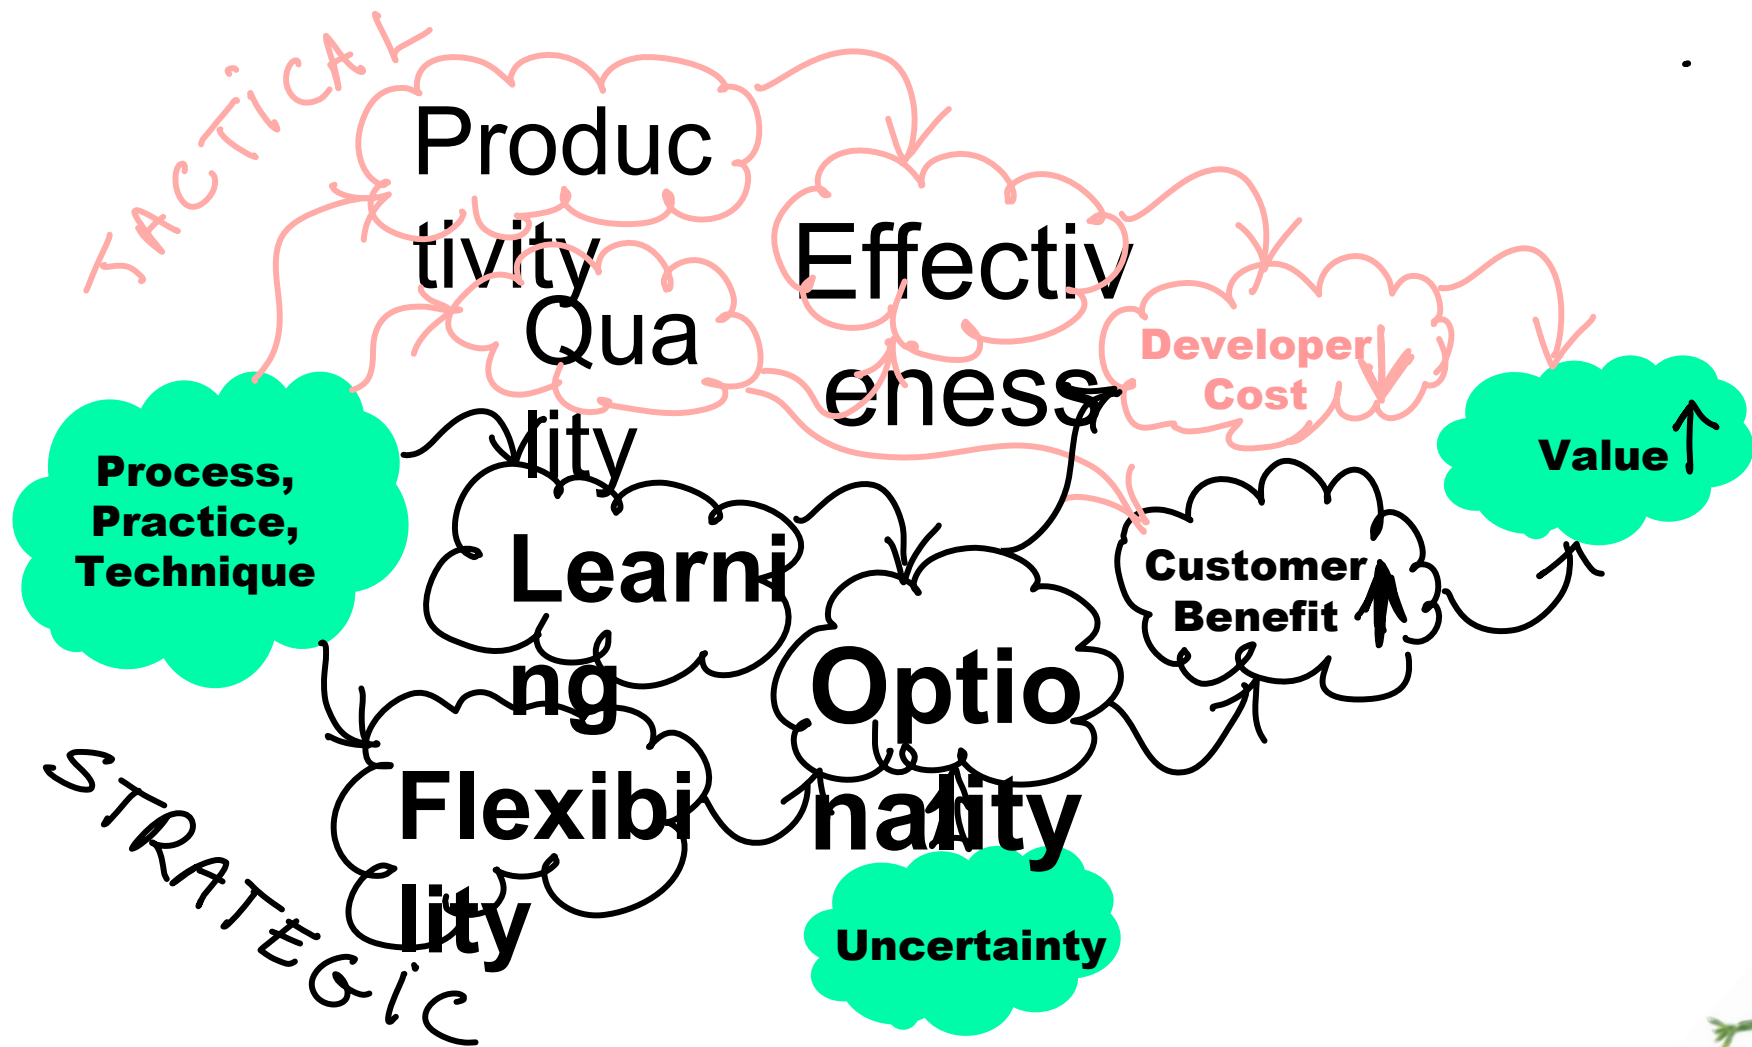 TACTICAL
Produc
tivity
Qua
lity
Effectiv
eness
Developer
Cost
Value
Process,
Practice,
Technique
Learni
ng
Optio
nality
Customer
Benefit
Flexibi
lity
Uncertainty
STRATEGIC